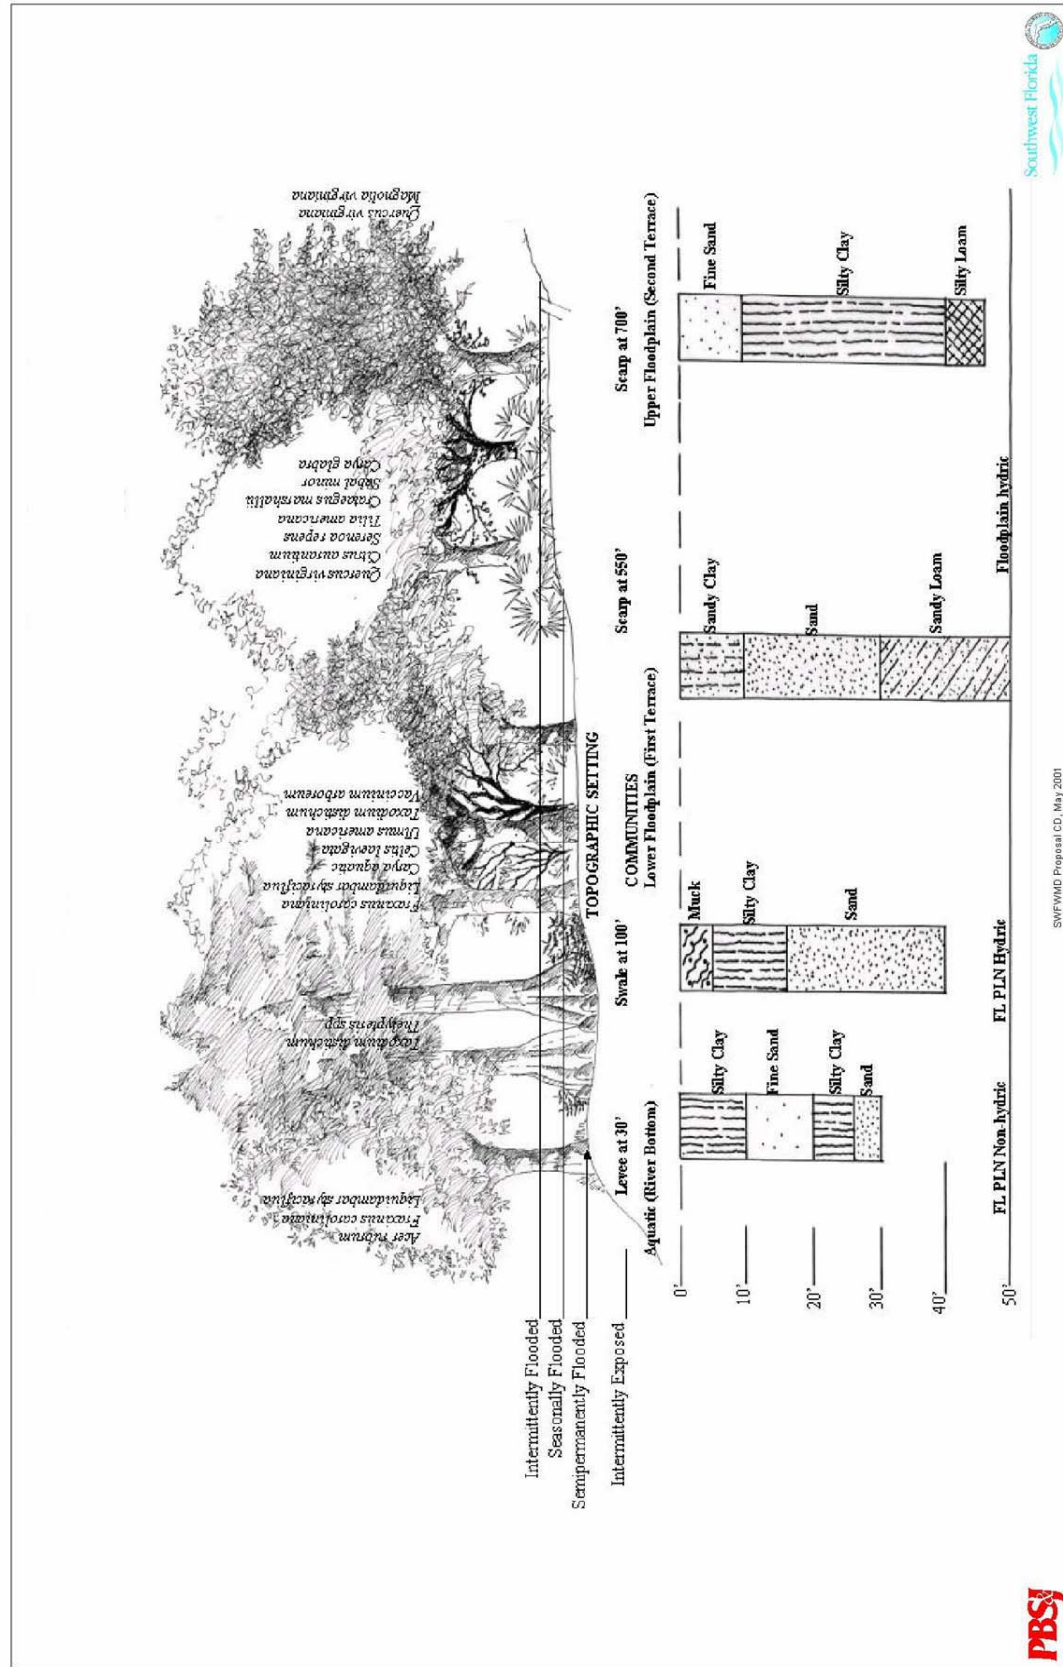 Acer rubrum
Fraxanus caroliniana
Liquidambar styraciflua
Taxodium distichum
Thelypteris spp
Fraxanus caroliniana
Liquidambar styraciflua
Carya aquatic
Celtis laevigata
Ulmus americana
Taxodium distichum
Vaccinium arboreum
Quercus virginiana
Citrus aurantium
Serenoa repens
Tilia americana
Crataegus marshallii
Sabal minor
Carya glabra
Quercus virginiana
Magnolia virginiana
Intermittently Flooded
Seasonally Flooded
Semipermanently Flooded
Intermittently Exposed
TOPOGRAPHIC SETTING
Levee at 30'
Swale at 100'
Scarp at 550'
Scarp at 700'
COMMUNITIES
Aquatic (River Bottom)
Lower Floodplain (First Terrace)
Upper Floodplain (Second Terrace)
0'
10'
20'
30'
40'
50'
Silty Clay
Fine Sand
Silty Clay
Sand
Muck
Silty Clay
Sand
Sandy Clay
Sand
Sandy Loam
Fine Sand
Silty Clay
Silty Loam
FL PLN Non-hydric
FL PLN Hydric
Floodplain hydric
PBS&J
SWFWMD Proposal CD, May 2001
Southwest Florida